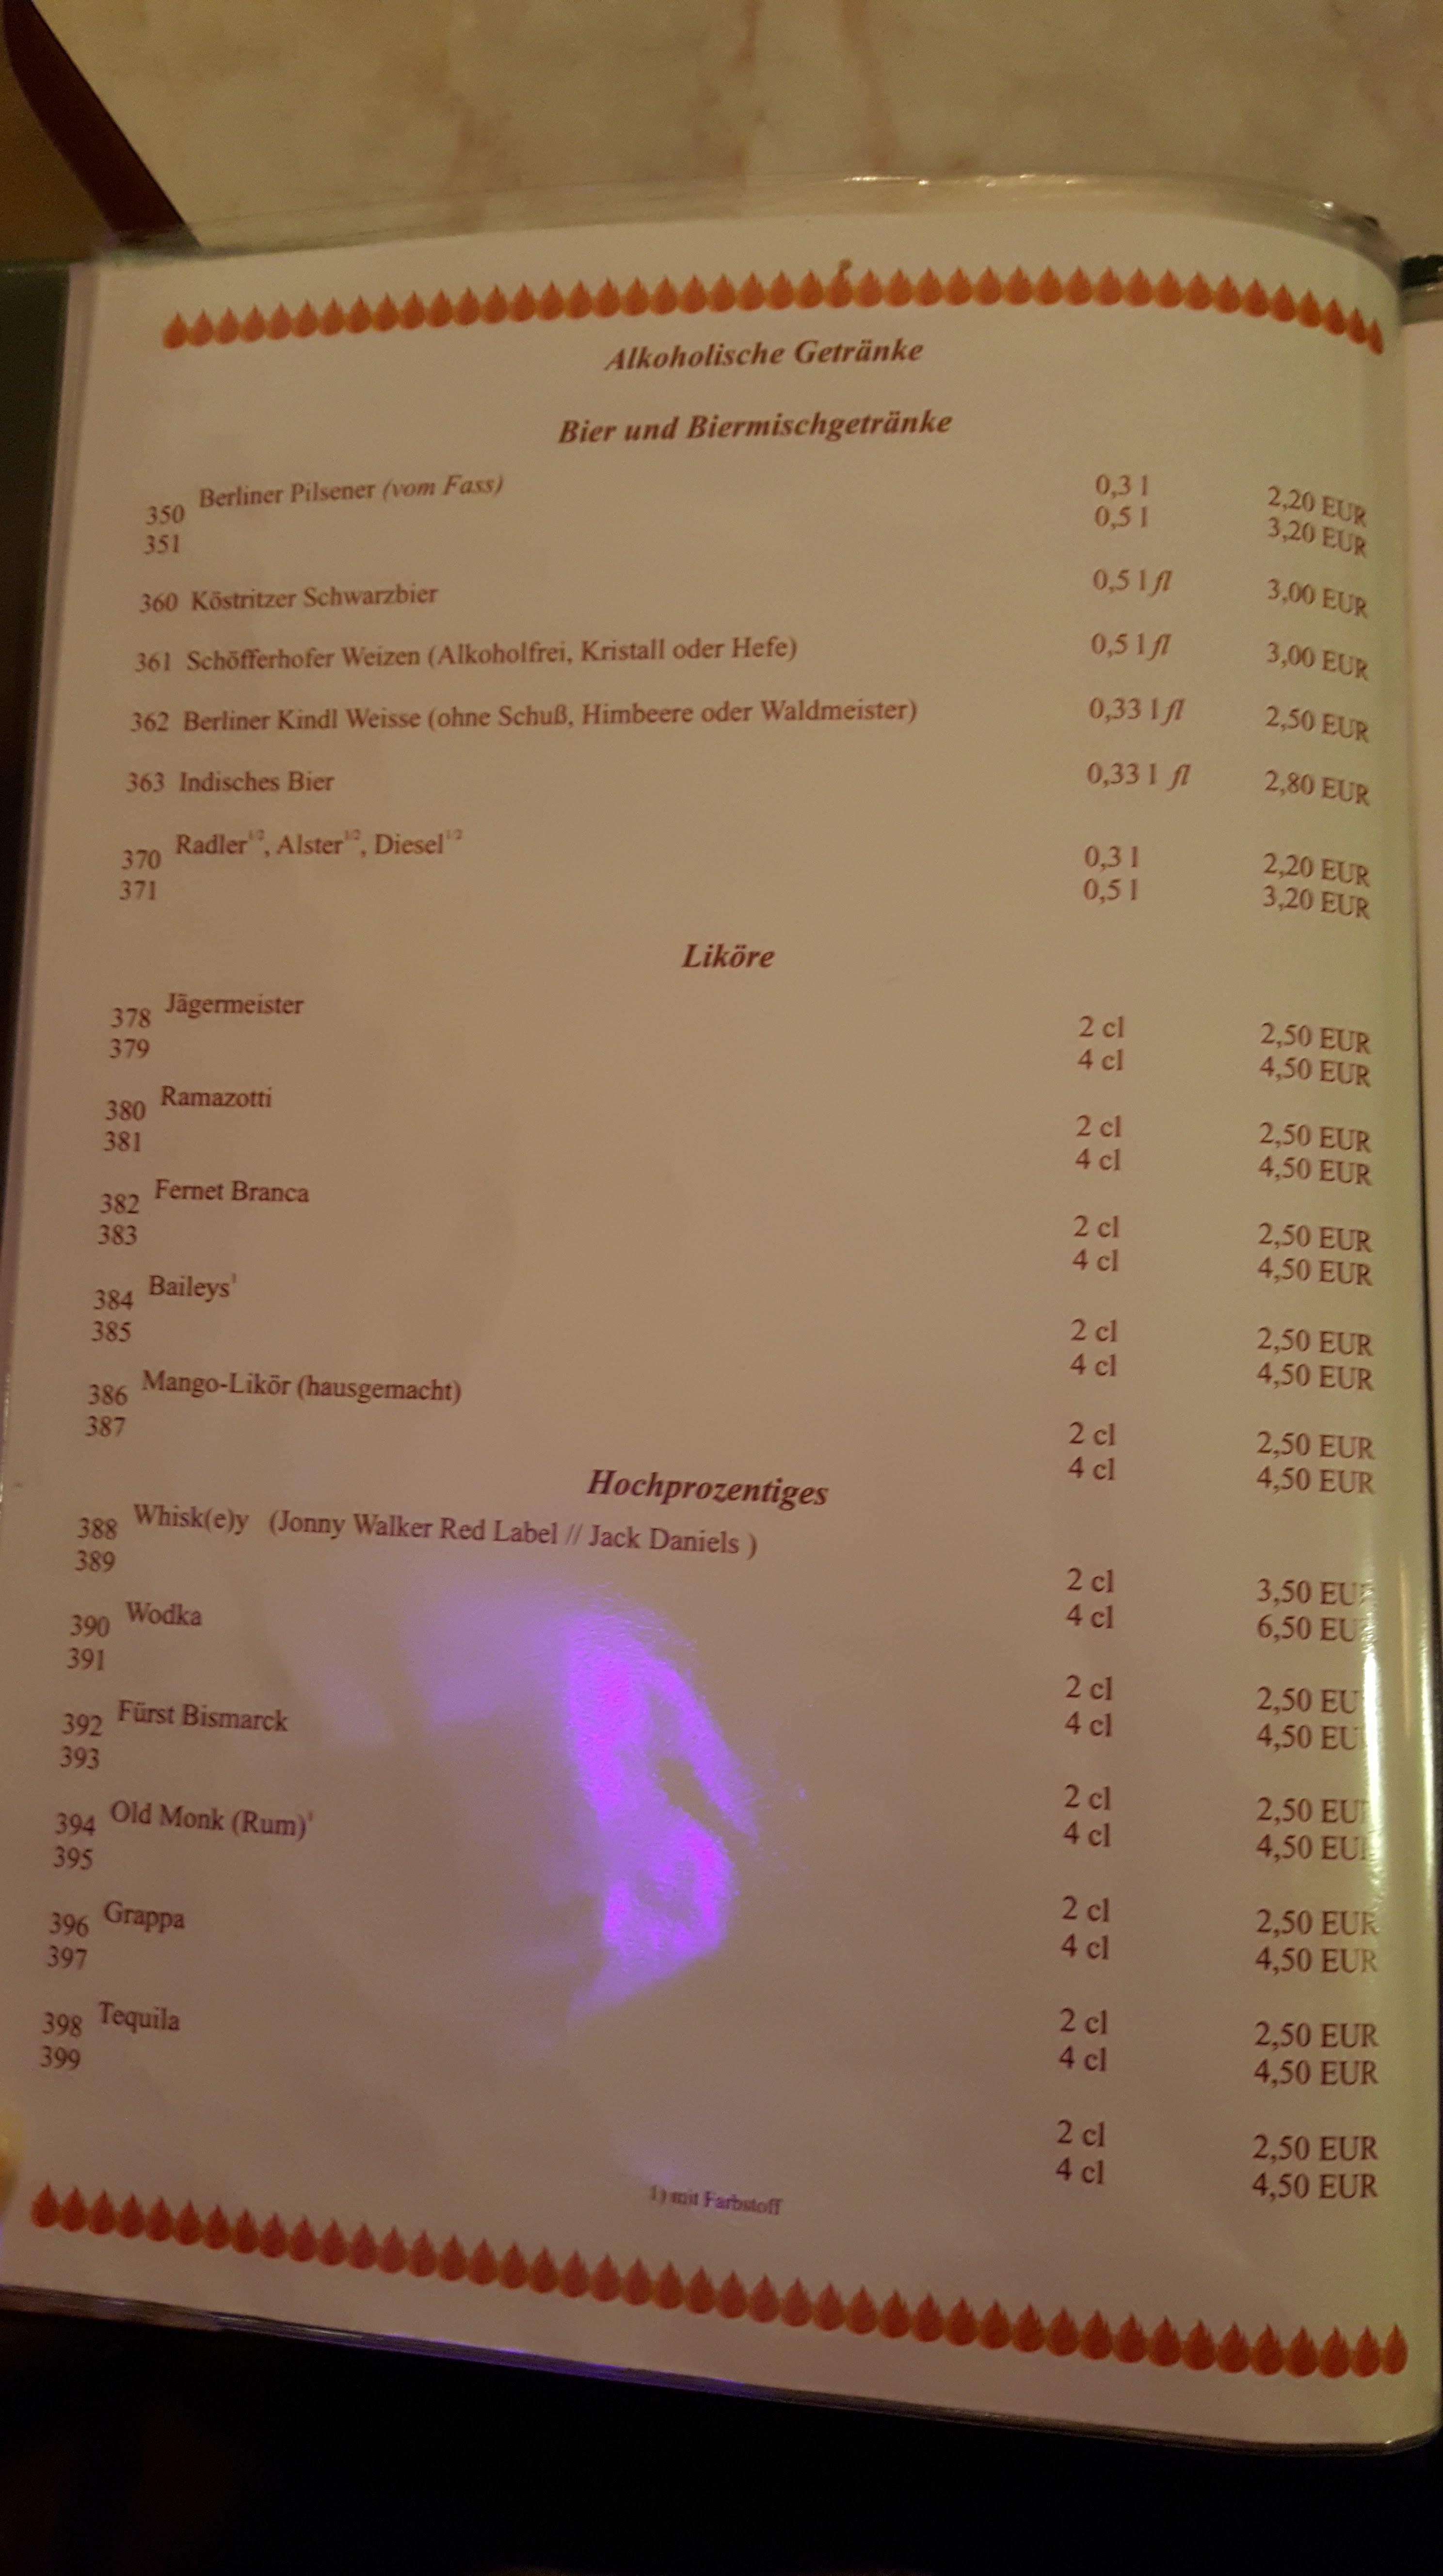 Alkoholische Getränke
Bier und Biermischgetränke
350 Berliner Pilsener (vom Fass) 0,3 l 2,20 EUR
351 0,5 l 3,20 EUR
360 Köstritzer Schwarzbier 0,5 l fl 3,00 EUR
361 Schöfferhofer Weizen (Alkoholfrei, Kristall oder Hefe) 0,5 l fl 3,00 EUR
362 Berliner Kindl Weisse (ohne Schuß, Himbeere oder Waldmeister) 0,33 l fl 2,50 EUR
363 Indisches Bier 0,33 l fl 2,80 EUR
370 Radler¹/², Alster¹/², Diesel¹/² 0,3 l 2,20 EUR
371 0,5 l 3,20 EUR
Liköre
378 Jägermeister 2 cl 2,50 EUR
379 4 cl 4,50 EUR
380 Ramazotti 2 cl 2,50 EUR
381 4 cl 4,50 EUR
382 Fernet Branca 2 cl 2,50 EUR
383 4 cl 4,50 EUR
384 Baileys¹ 2 cl 2,50 EUR
385 4 cl 4,50 EUR
386 Mango-Likör (hausgemacht) 2 cl 2,50 EUR
387 4 cl 4,50 EUR
Hochprozentiges
388 Whisk(e)y (Jonny Walker Red Label // Jack Daniels ) 2 cl 3,50 EUR
389 4 cl 6,50 EUR
390 Wodka 2 cl 2,50 EUR
391 4 cl 4,50 EUR
392 Fürst Bismarck 2 cl 2,50 EUR
393 4 cl 4,50 EUR
394 Old Monk (Rum)¹ 2 cl 2,50 EUR
395 4 cl 4,50 EUR
396 Grappa 2 cl 2,50 EUR
397 4 cl 4,50 EUR
398 Tequila 2 cl 2,50 EUR
399 4 cl 4,50 EUR
1) mit Farbstoff